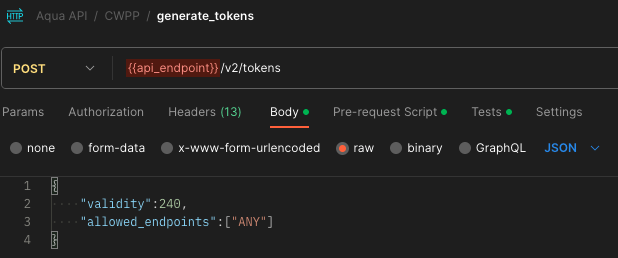 HTTP Aqua API / CWPP / generate_tokens
POST {{api_endpoint}}/v2/tokens
Params Authorization Headers (13) Body Pre-request Script Tests Settings
none form-data x-www-form-urlencoded raw binary GraphQL JSON
1 {
2 "validity":240,
3 "allowed_endpoints":["ANY"]
4 }